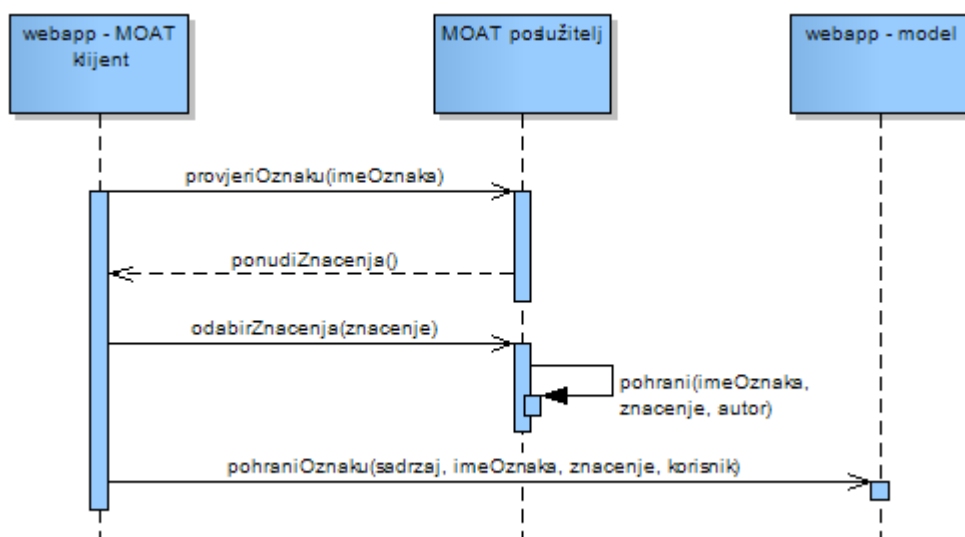 webapp - MOAT
klijent
MOAT poslužitelj
webapp - model
provjeriOznaku(imeOznaka)
ponudiZnacenja()
odabirZnacenja(znacenje)
pohrani(imeOznaka,
znacenje, autor)
pohraniOznaku(sadrzaj, imeOznaka, znacenje, korisnik)